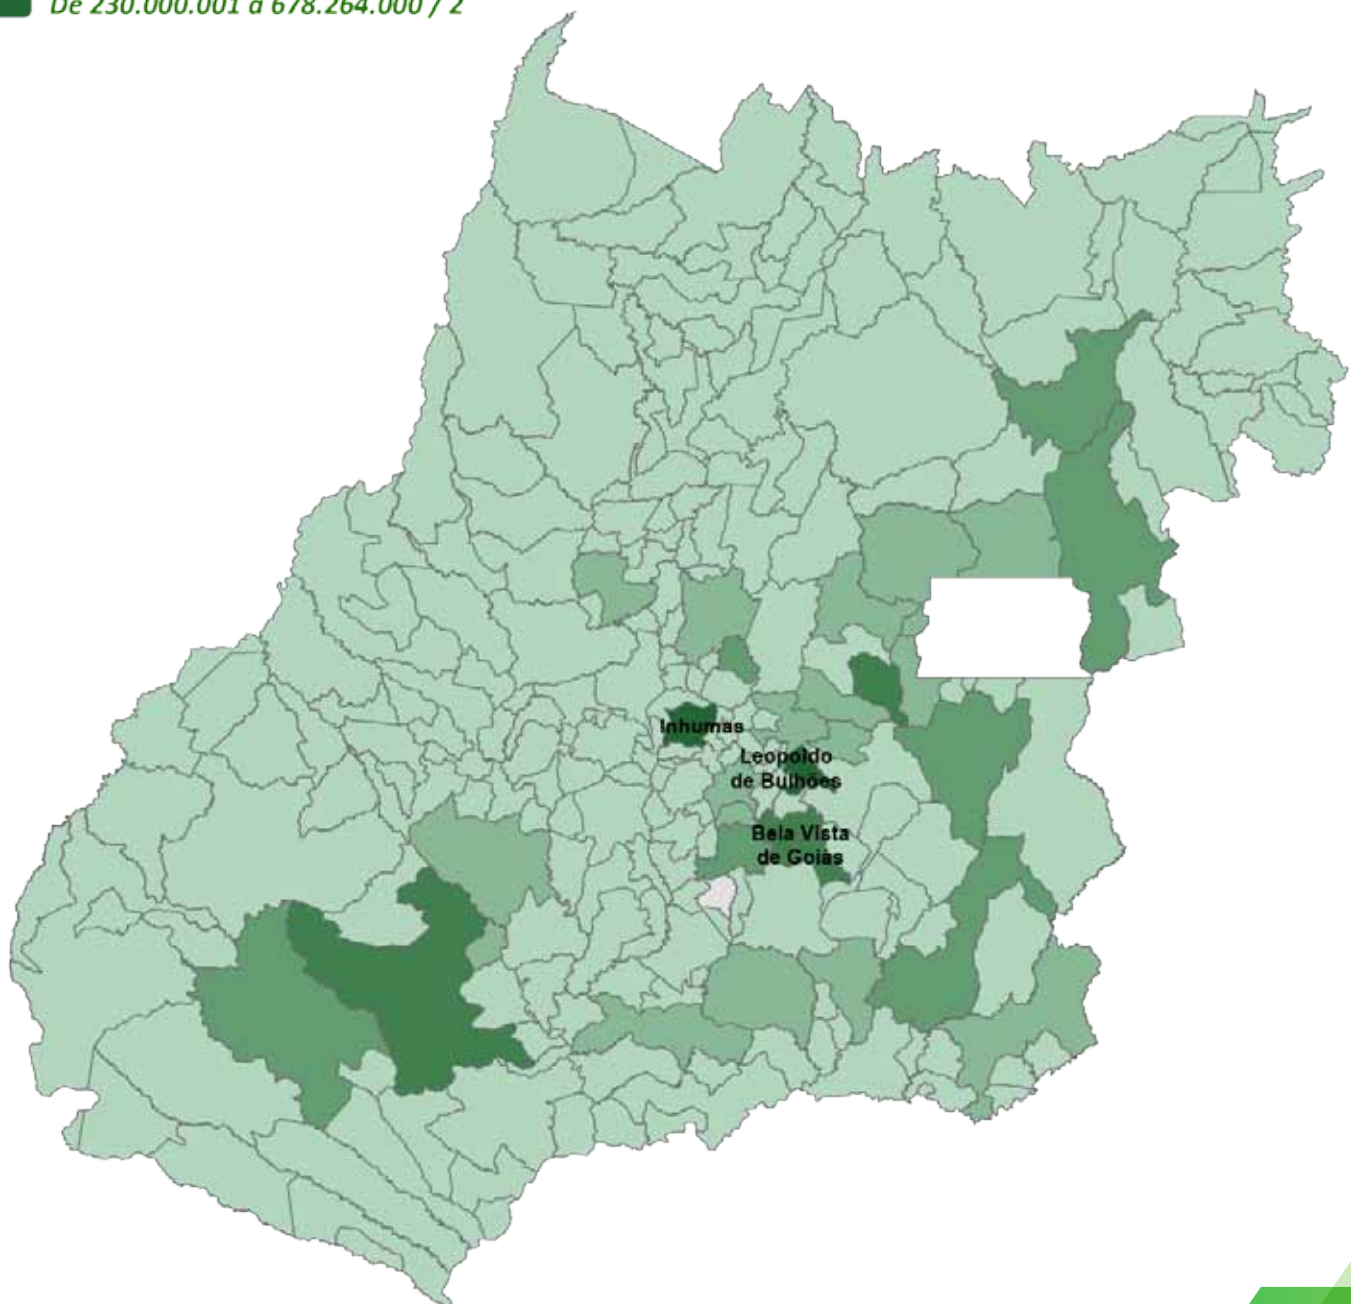 De 230.000.001 a 678.264.000 / 2
Inhumas
Leopoldo
de Bulhões
Bela Vista
de Goiás